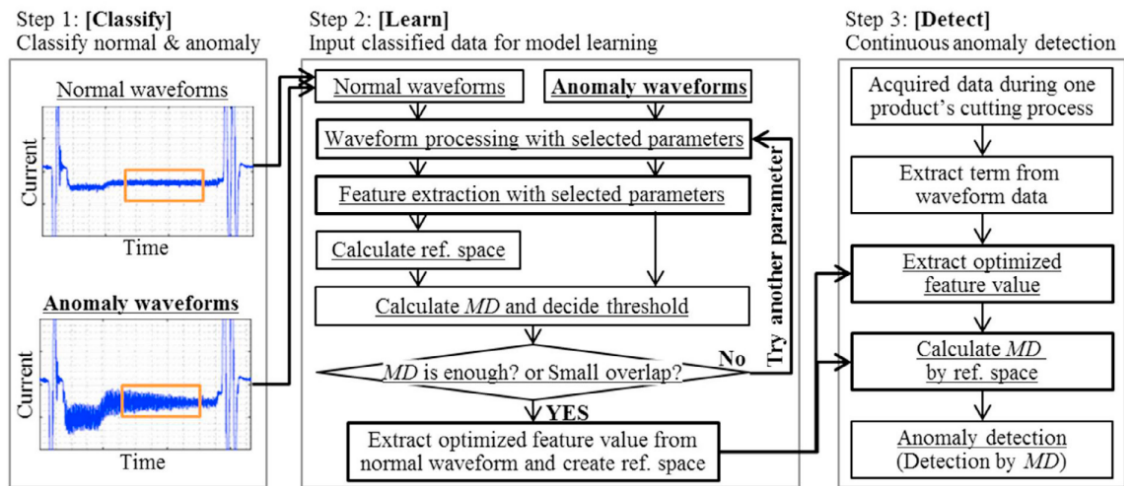 Step 1: [Classify]
Classify normal & anomaly
Normal waveforms
Current
Time
Anomaly waveforms
Current
Time
Step 2: [Learn]
Input classified data for model learning
Normal waveforms
Anomaly waveforms
Waveform processing with selected parameters
Feature extraction with selected parameters
Calculate ref. space
Calculate MD and decide threshold
MD is enough? or Small overlap?
No
Try another parameter
YES
Extract optimized feature value from
normal waveform and create ref. space
Step 3: [Detect]
Continuous anomaly detection
Acquired data during one
product's cutting process
Extract term from
waveform data
Extract optimized
feature value
Calculate MD
by ref. space
Anomaly detection
(Detection by MD)